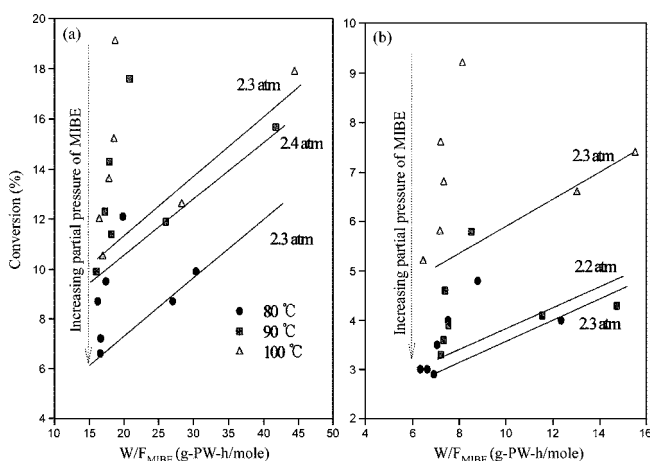 (a)
Conversion (%)
20
18
16
14
12
10
8
6
4
Increasing partial pressure of MIBE
2.3 atm
2.4 atm
2.3 atm
80 ℃
90 ℃
100 ℃
10 15 20 25 30 35 40 45 50
W/F_MIBE (g-PW-h/mole)
(b)
10
9
8
7
6
5
4
3
2
Increasing partial pressure of MIBE
2.3 atm
2.2 atm
2.3 atm
4 6 8 10 12 14 16
W/F_MIBE (g-PW-h/mole)